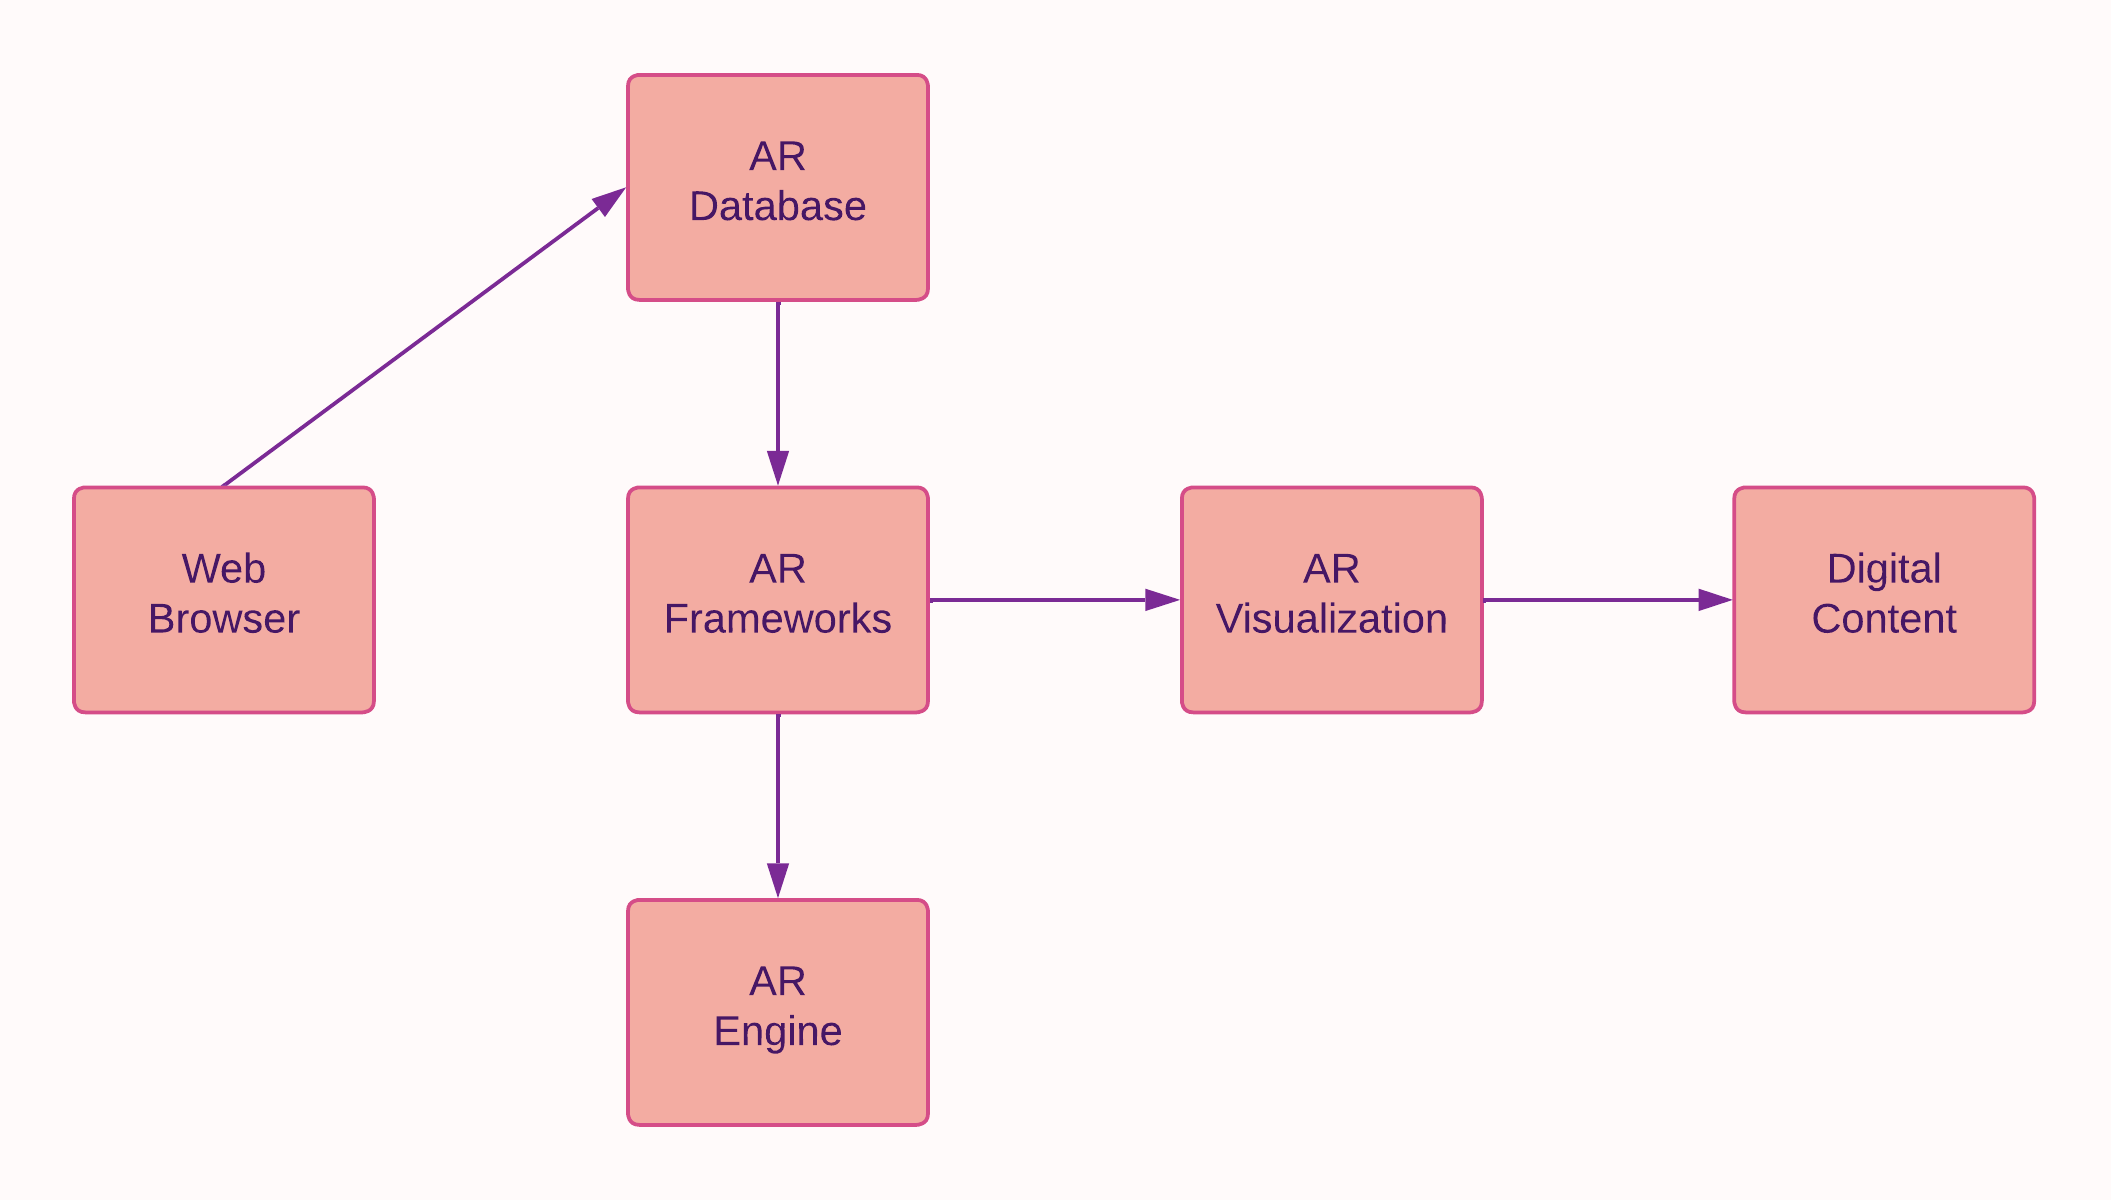 AR
Database
Web
Browser
AR
Frameworks
AR
Visualization
Digital
Content
AR
Engine